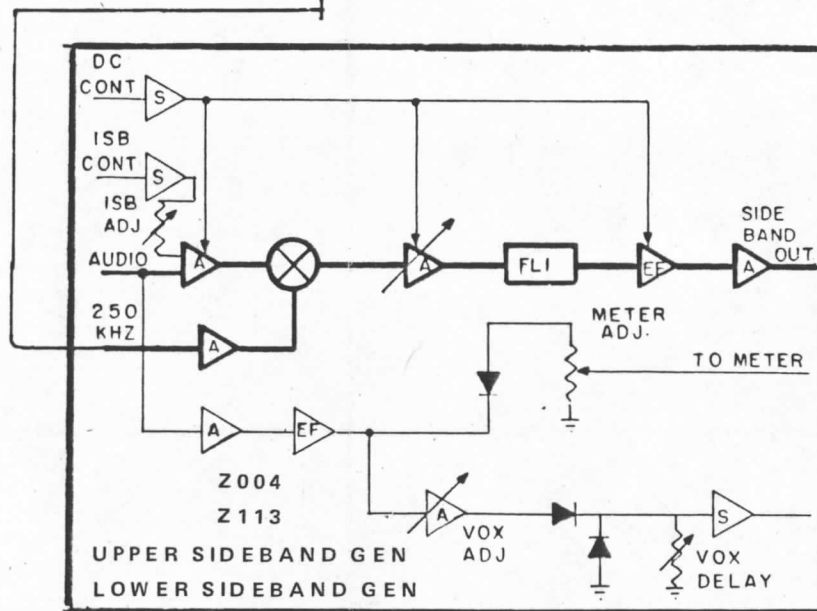 DC
CONT
S
ISB
CONT
S
ISB
ADJ
AUDIO
A
A
FL1
EF
A
SIDE
BAND
OUT
250
KHZ
A
METER
ADJ.
TO METER
A
EF
Z004
Z113
A
VOX
ADJ
S
VOX
DELAY
UPPER SIDEBAND GEN
LOWER SIDEBAND GEN